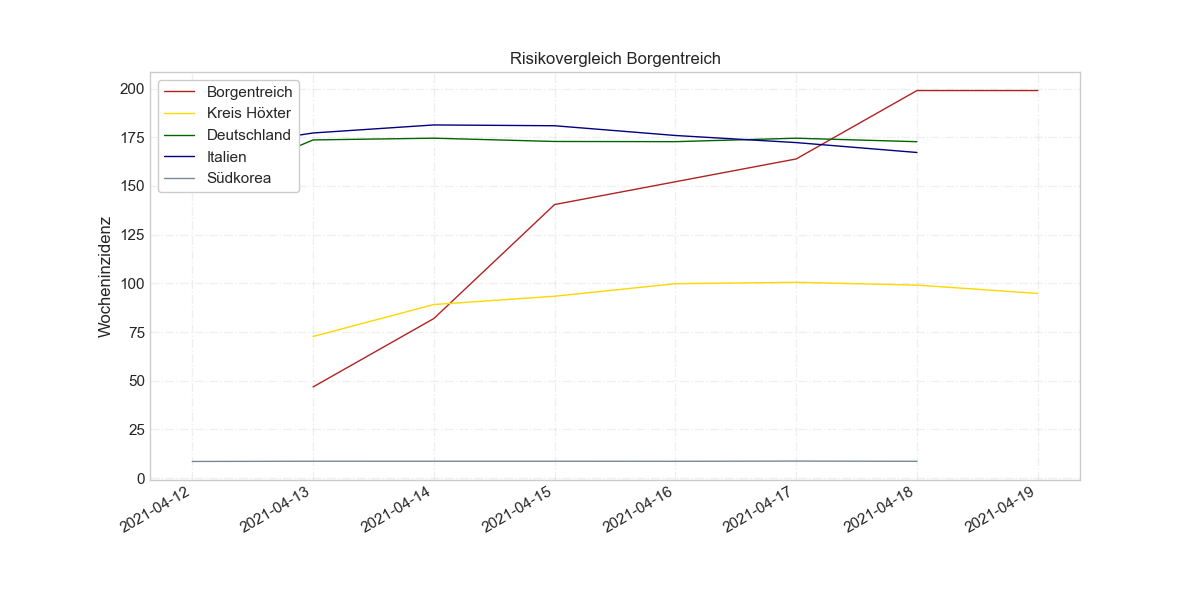 Risikovergleich Borgentreich
Borgentreich
Kreis Höxter
Deutschland
Italien
Südkorea
Wocheninzidenz
200
175
150
125
100
75
50
25
0
2021-04-12
2021-04-13
2021-04-14
2021-04-15
2021-04-16
2021-04-17
2021-04-18
2021-04-19